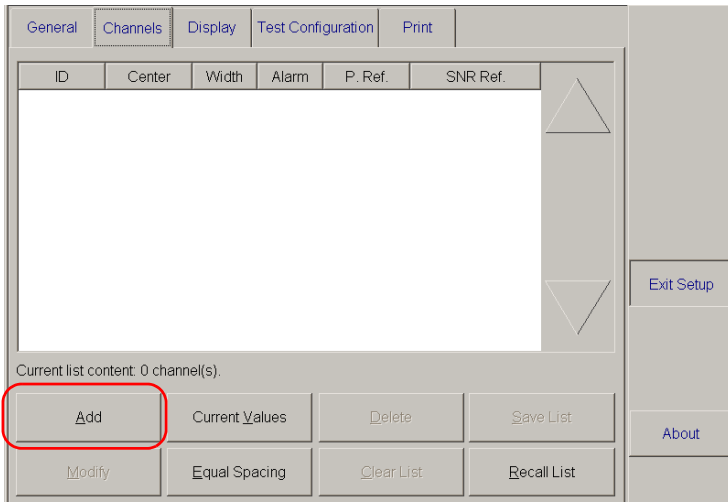 General Channels Display Test Configuration Print
ID Center Width Alarm P. Ref. SNR Ref.
Exit Setup
Current list content: 0 channel(s).
Add Current Values Delete Save List
About
Modify Equal Spacing Clear List Recall List